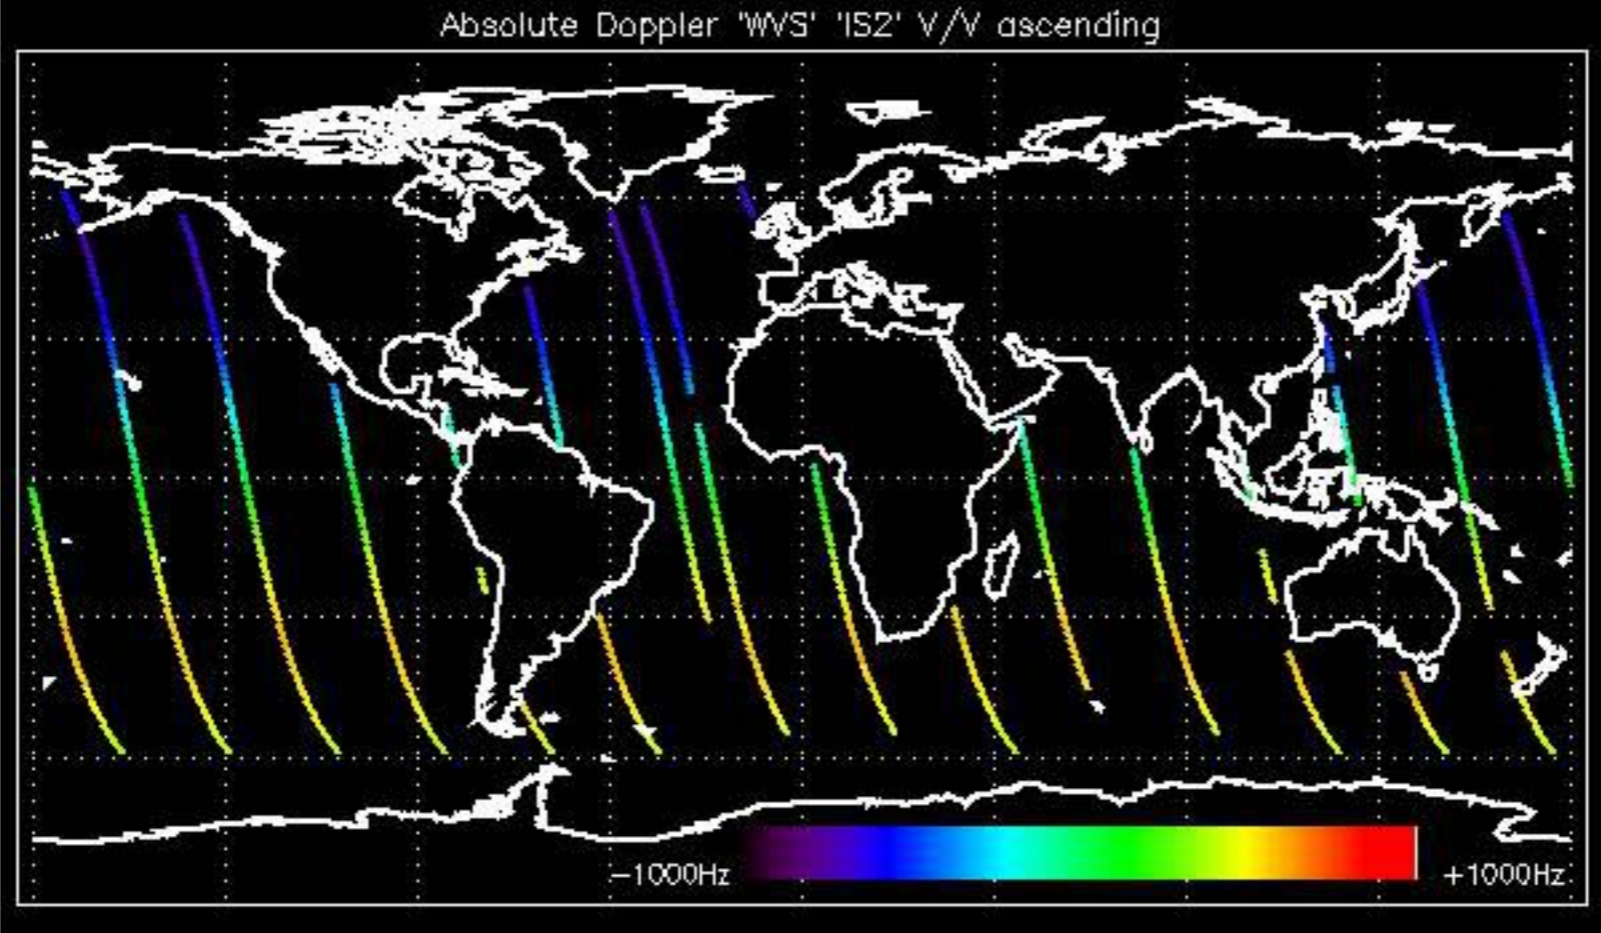 Absolute Doppler 'WVS' 'IS2' V/V ascending
-1000Hz +1000Hz